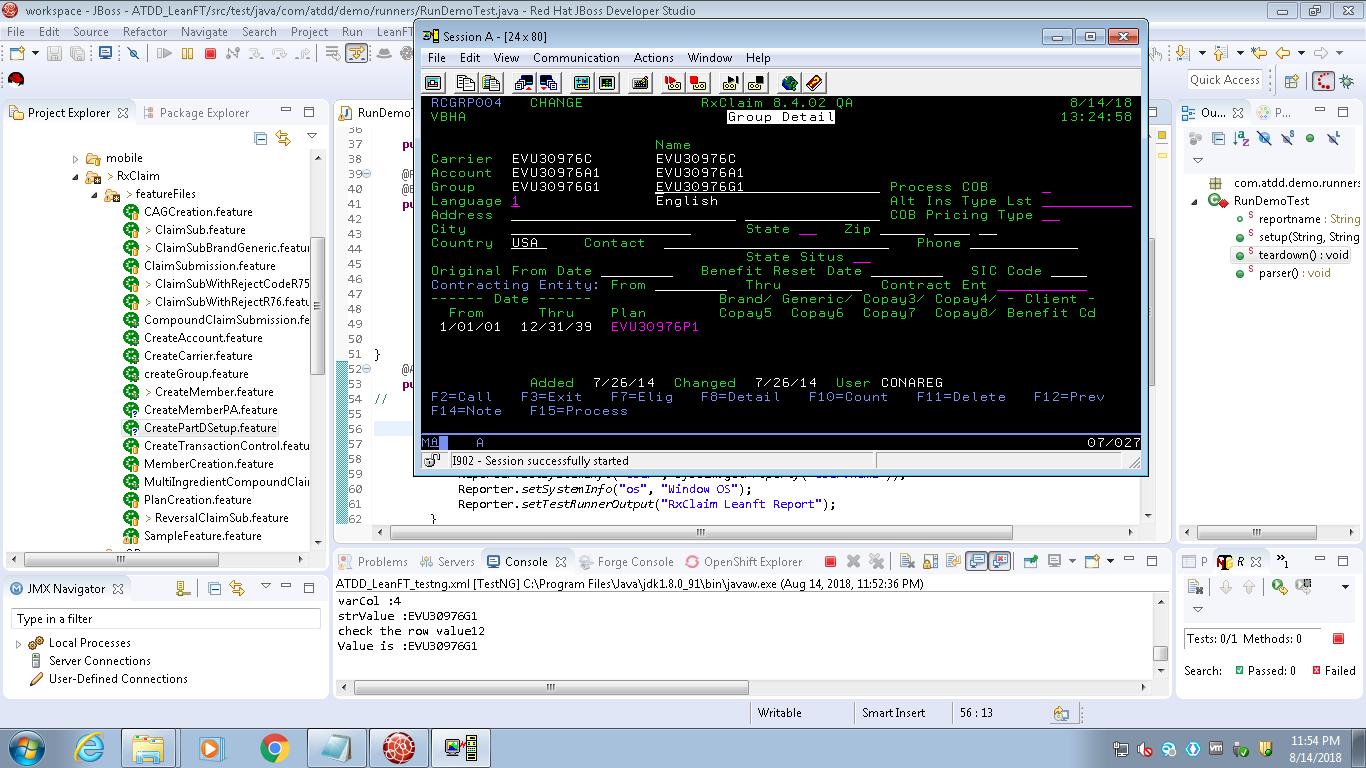 workspace - JBoss - ATDD_LeanFT/src/test/java/com/atdd/demo/runners/RunDemoTest.java - Red Hat JBoss Developer Studio
File Edit Source Refactor Navigate Search Project Run LeanFT
Quick Access
Project Explorer
Package Explorer
mobile
> RxClaim
> featureFiles
CAGCreation.feature
> ClaimSub.feature
> ClaimSubBrandGeneric.featur
ClaimSubmission.feature
> ClaimSubWithRejectCodeR75
> ClaimSubWithRejectR76.featu
CompoundClaimSubmission.fe
CreateAccount.feature
CreateCarrier.feature
createGroup.feature
> CreateMember.feature
CreateMemberPA.feature
CreatePartDSetup.feature
CreateTransactionControl.featu
MemberCreation.feature
MultiIngredientCompoundClai
PlanCreation.feature
> ReversalClaimSub.feature
SampleFeature.feature
RunDemo
36
37 pu
38
39 @
40 @
41 pu
42
43
44
45
46
47
48
49
50
51 }
52 @A
53 pu
54 //
55
56
57
58
59
60 Reporter.setSystemInfo("os", "Window OS");
61 Reporter.setTestRunnerOutput("RxClaim Leanft Report");
62 }
Session A - [24 x 80]
File Edit View Communication Actions Window Help
RCGRP004 CHANGE RxClaim 8.4.02 QA 8/14/18
VBHA Group Detail 13:24:58
Name
Carrier EVU30976C EVU30976C
Account EVU30976A1 EVU30976A1
Group EVU30976G1 EVU30976G1 Process COB
Language 1 English Alt Ins Type Lst
Address COB Pricing Type
City State Zip
Country USA Contact Phone
State Situs
Original From Date Benefit Reset Date SIC Code
Contracting Entity: From Thru Contract Ent
------ Date ------ Brand/ Generic/ Copay3/ Copay4/ - Client -
From Thru Plan Copay5 Copay6 Copay7 Copay8/ Benefit Cd
1/01/01 12/31/39 EVU30976P1
Added 7/26/14 Changed 7/26/14 User CONAREG
F2=Call F3=Exit F7=Elig F8=Detail F10=Count F11=Delete F12=Prev
F14=Note F15=Process
MA A 07/027
I902 - Session successfully started
Ou...
P...
com.atdd.demo.runners
RunDemoTest
reportname : String
setup(String, String
teardown() : void
parser() : void
JMX Navigator
Type in a filter
Local Processes
Server Connections
User-Defined Connections
Problems Servers Console Forge Console OpenShift Explorer
ATDD_LeanFT_testng.xml [TestNG] C:\Program Files\Java\jdk1.8.0_91\bin\javaw.exe (Aug 14, 2018, 11:52:36 PM)
varCol :4
strValue :EVU30976G1
check the row value12
Value is :EVU30976G1
P R »1
Tests: 0/1 Methods: 0
Search: Passed: 0 Failed
Writable Smart Insert 56 : 13
11:54 PM
8/14/2018